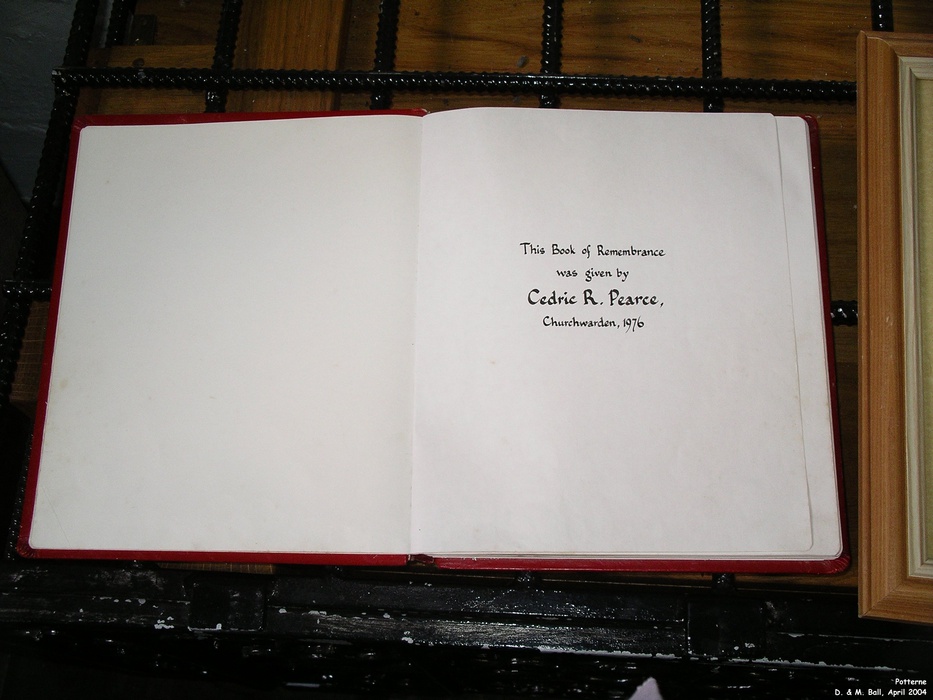 This Book of Remembrance
was given by
Cedric R. Pearce,
Churchwarden, 1976
Potterne
D. & M. Ball, April 2004